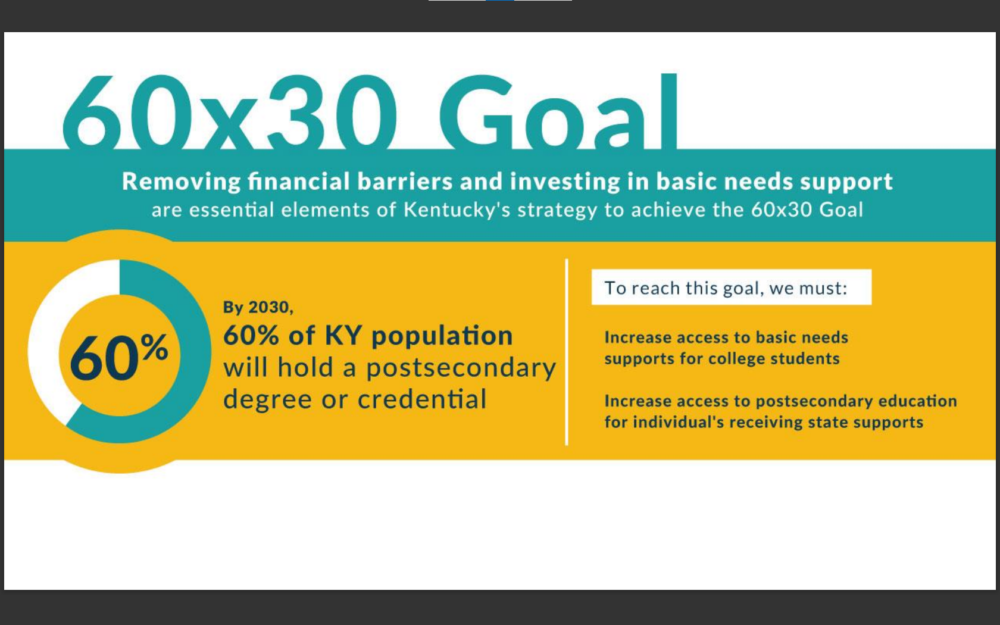 60x30 Goal
Removing financial barriers and investing in basic needs support
are essential elements of Kentucky's strategy to achieve the 60x30 Goal
60%
By 2030,
60% of KY population
will hold a postsecondary
degree or credential
To reach this goal, we must:
Increase access to basic needs
supports for college students
Increase access to postsecondary education
for individual's receiving state supports